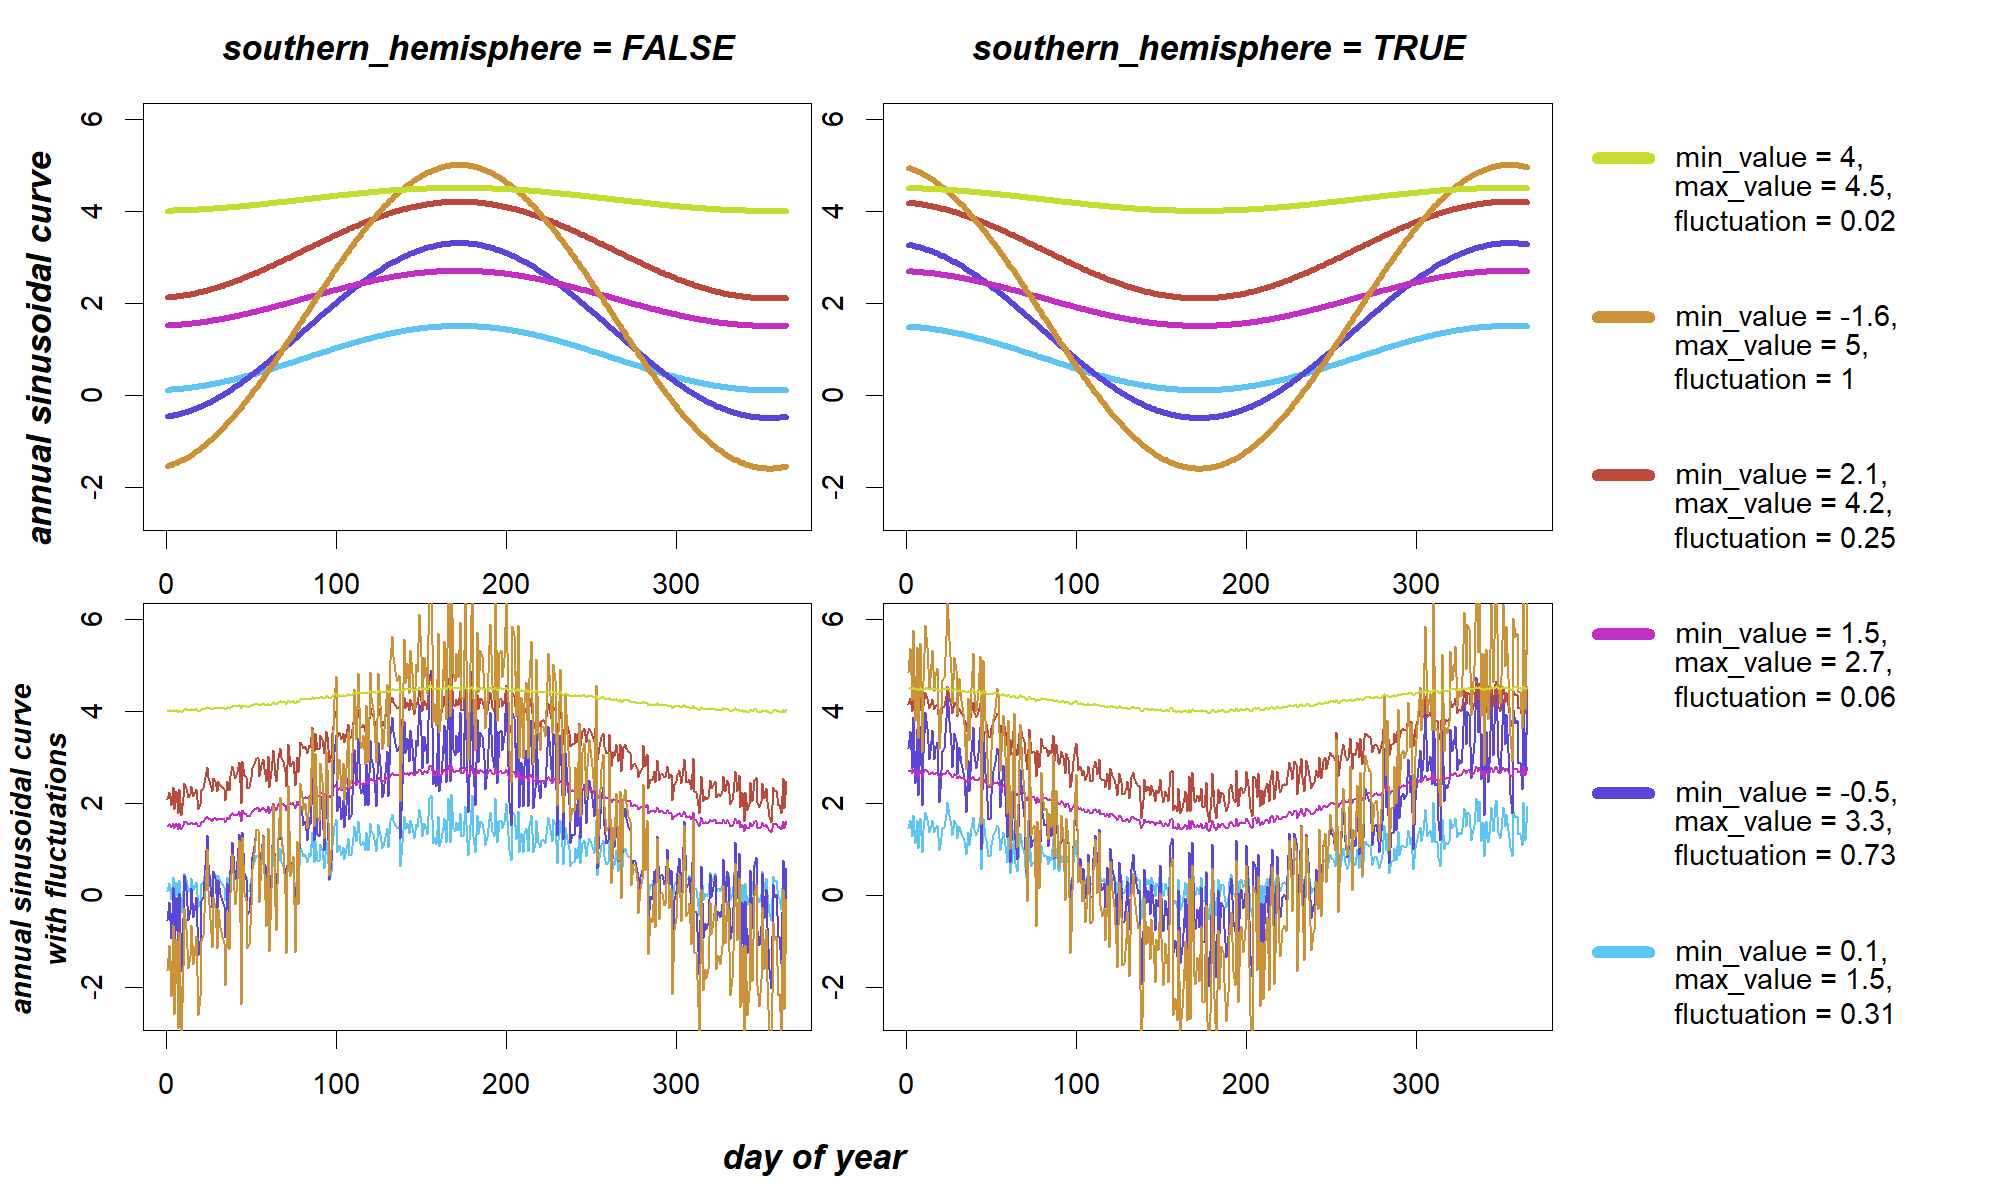 southern_hemisphere = FALSE
southern_hemisphere = TRUE
annual sinusoidal curve
6
4
2
0
-2
0 100 200 300
6
4
2
0
-2
0 100 200 300
annual sinusoidal curve
with fluctuations
6
4
2
0
-2
0 100 200 300
6
4
2
0
-2
0 100 200 300
day of year
min_value = 4,
max_value = 4.5,
fluctuation = 0.02
min_value = -1.6,
max_value = 5,
fluctuation = 1
min_value = 2.1,
max_value = 4.2,
fluctuation = 0.25
min_value = 1.5,
max_value = 2.7,
fluctuation = 0.06
min_value = -0.5,
max_value = 3.3,
fluctuation = 0.73
min_value = 0.1,
max_value = 1.5,
fluctuation = 0.31